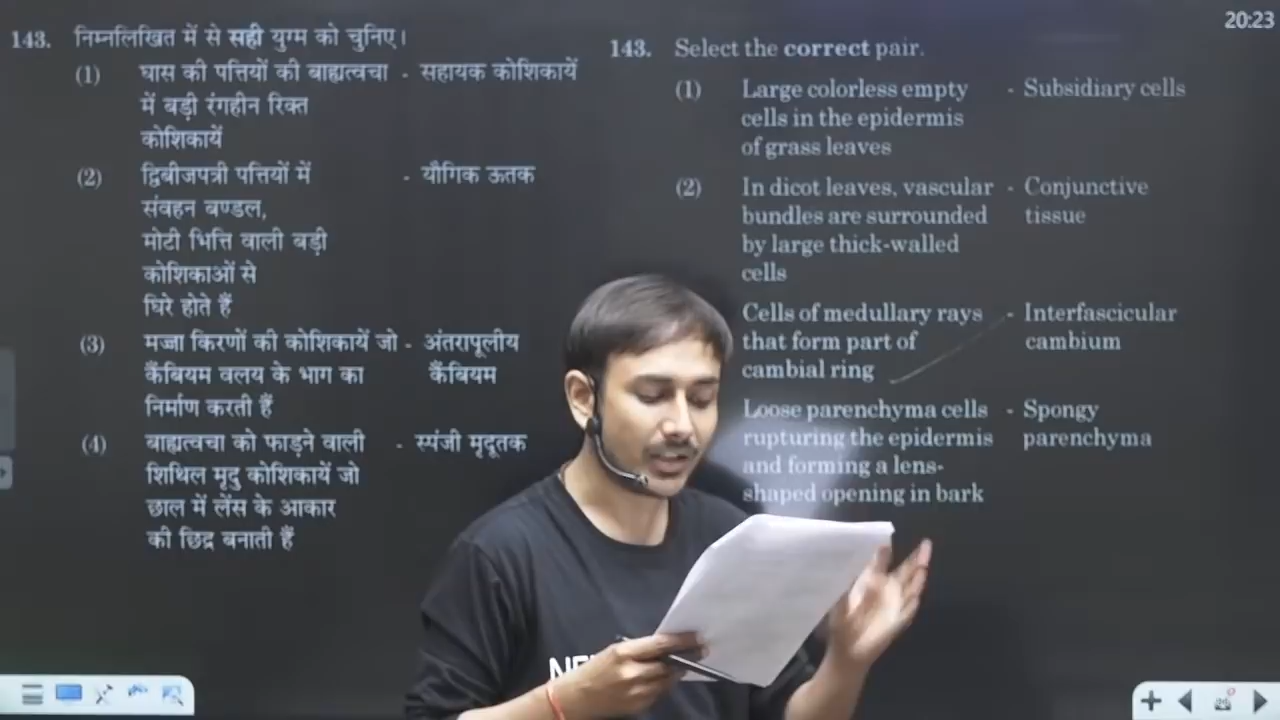 20:23
143. निम्नलिखित में से सही युग्म को चुनिए।
(1) घास की पत्तियों की बाह्यत्वचा - सहायक कोशिकायें
में बड़ी रंगहीन रिक्त
कोशिकायें
(2) द्विबीजपत्री पत्तियों में - यौगिक ऊतक
संवहन बण्डल,
मोटी भित्ति वाली बड़ी
कोशिकाओं से
घिरे होते हैं
(3) मज्जा किरणों की कोशिकायें जो - अंतरापूलीय
कैंबियम वलय के भाग का कैंबियम
निर्माण करती हैं
(4) बाह्यत्वचा को फाड़ने वाली - स्पंजी मृदूतक
शिथिल मृदु कोशिकायें जो
छाल में लेंस के आकार
की छिद्र बनाती हैं
143. Select the correct pair.
(1) Large colorless empty - Subsidiary cells
cells in the epidermis
of grass leaves
(2) In dicot leaves, vascular - Conjunctive
bundles are surrounded tissue
by large thick-walled
cells
Cells of medullary rays - Interfascicular
that form part of cambium
cambial ring
Loose parenchyma cells - Spongy
rupturing the epidermis parenchyma
and forming a lens-
shaped opening in bark